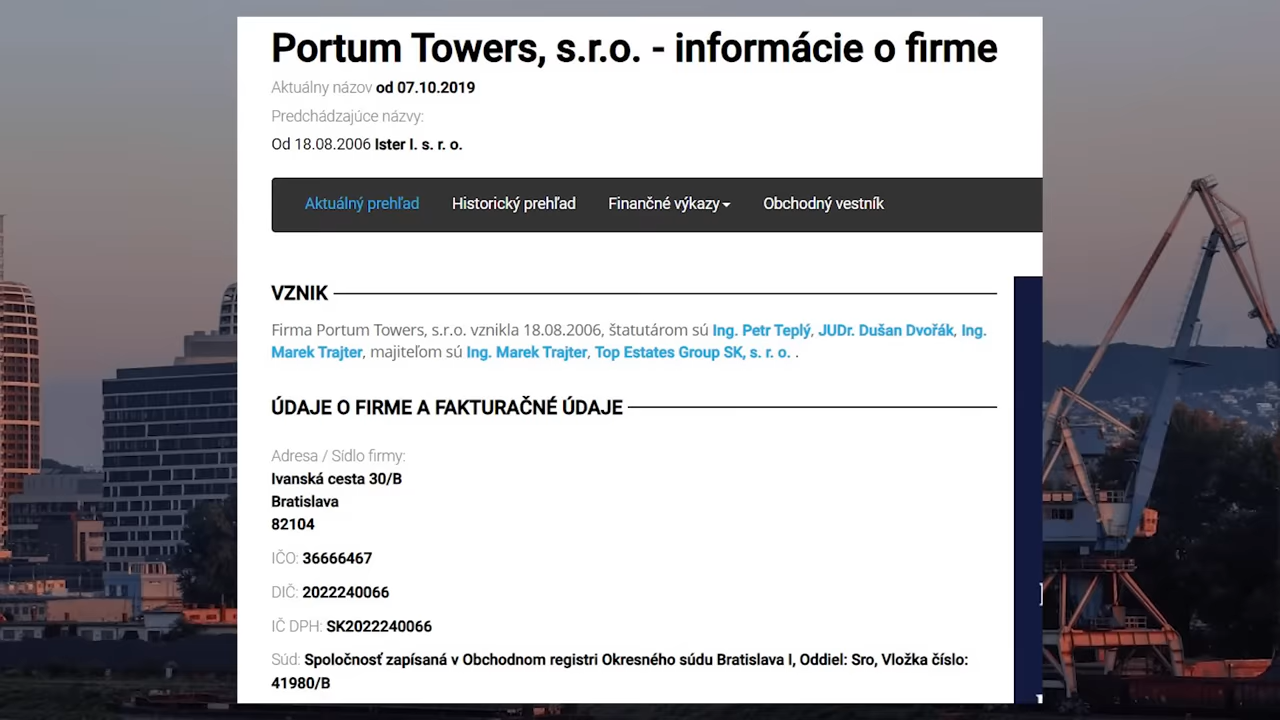 Portum Towers, s.r.o. - informácie o firme
Aktuálny názov od 07.10.2019
Predchádzajúce názvy:
Od 18.08.2006 Ister I. s. r. o.
Aktuálny prehľad Historický prehľad Finančné výkazy Obchodný vestník
VZNIK
Firma Portum Towers, s.r.o. vznikla 18.08.2006, štatutárom sú Ing. Petr Teplý, JUDr. Dušan Dvořák, Ing.
Marek Trajter, majiteľom sú Ing. Marek Trajter, Top Estates Group SK, s. r. o. .
ÚDAJE O FIRME A FAKTURAČNÉ ÚDAJE
Adresa / Sídlo firmy:
Ivanská cesta 30/B
Bratislava
82104
IČO: 36666467
DIČ: 2022240066
IČ DPH: SK2022240066
Súd: Spoločnosť zapísaná v Obchodnom registri Okresného súdu Bratislava I, Oddiel: Sro, Vložka číslo:
41980/B